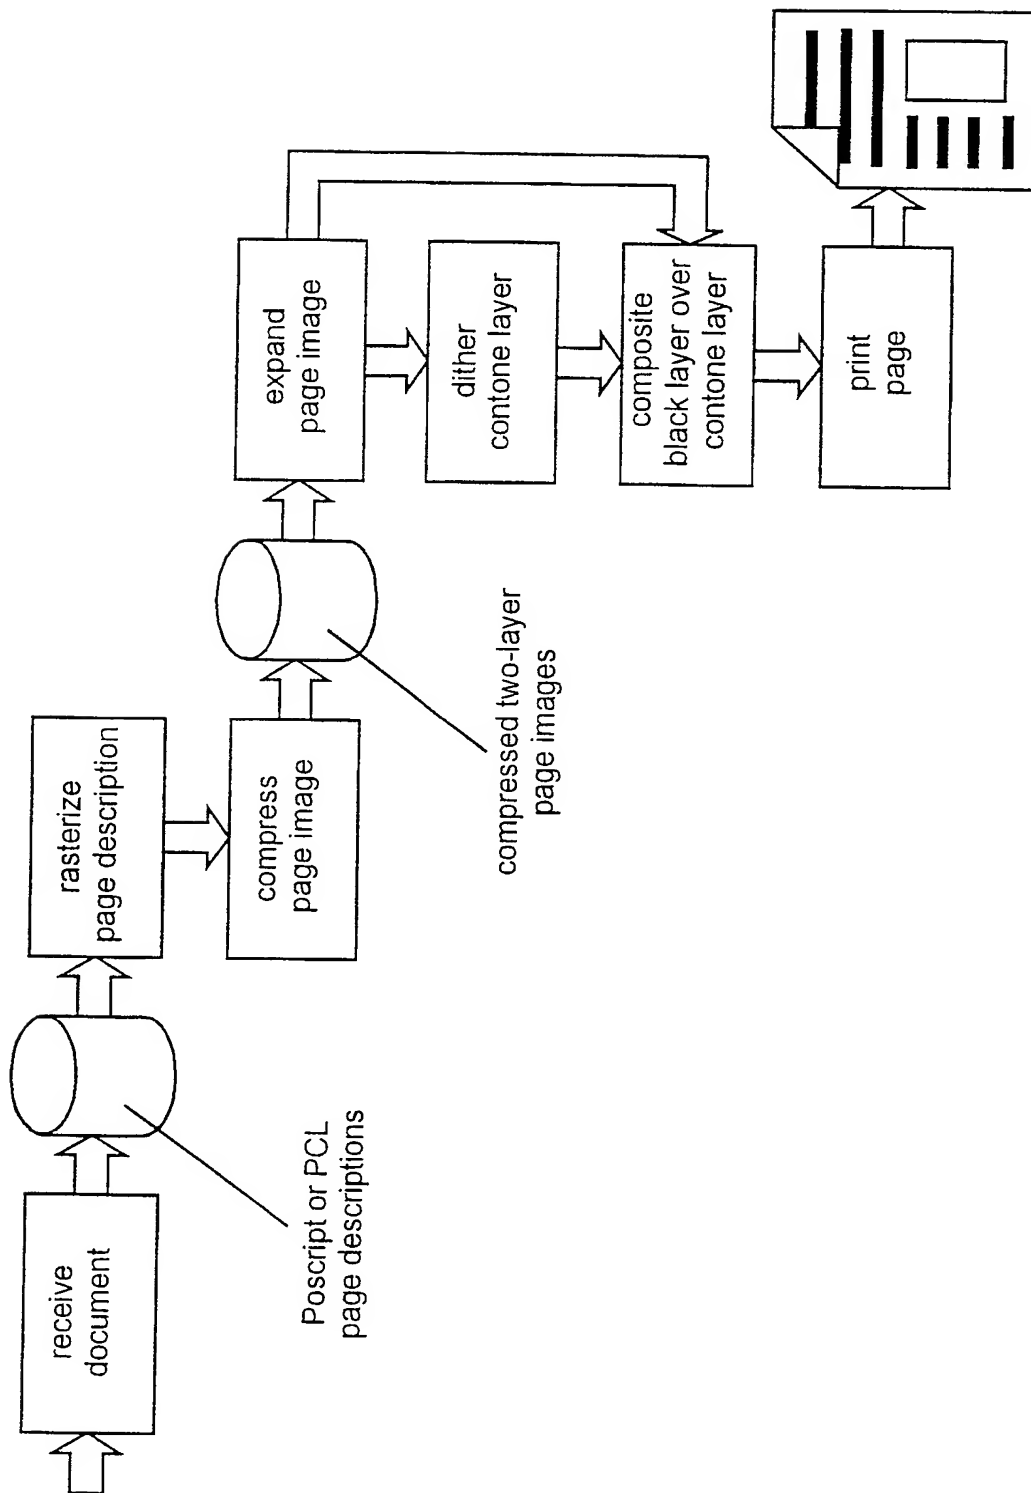 receive
document
Poscript or PCL
page descriptions
rasterize
page description
compress
page image
compressed two-layer
page images
expand
page image
dither
contone layer
composite
black layer over
contone layer
print
page